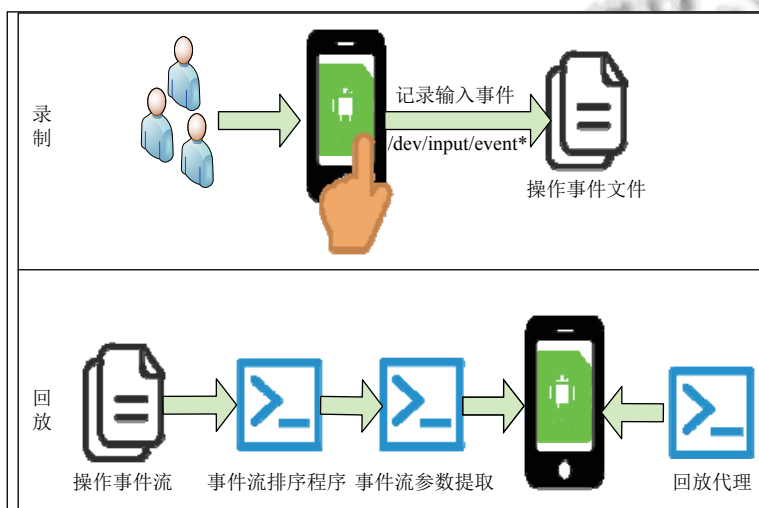 录制
记录输入事件
/dev/input/event*
操作事件文件
回放
操作事件流
事件流排序程序
事件流参数提取
回放代理